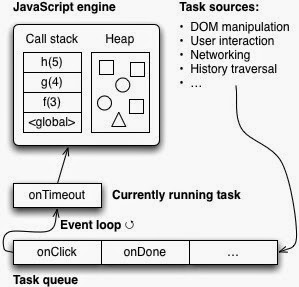 JavaScript engine
Call stack
Heap
h(5)
g(4)
f(3)
<global>
Task sources:
• DOM manipulation
• User interaction
• Networking
• History traversal
• …
onTimeout
Currently running task
Event loop ↺
onClick
onDone
…
Task queue